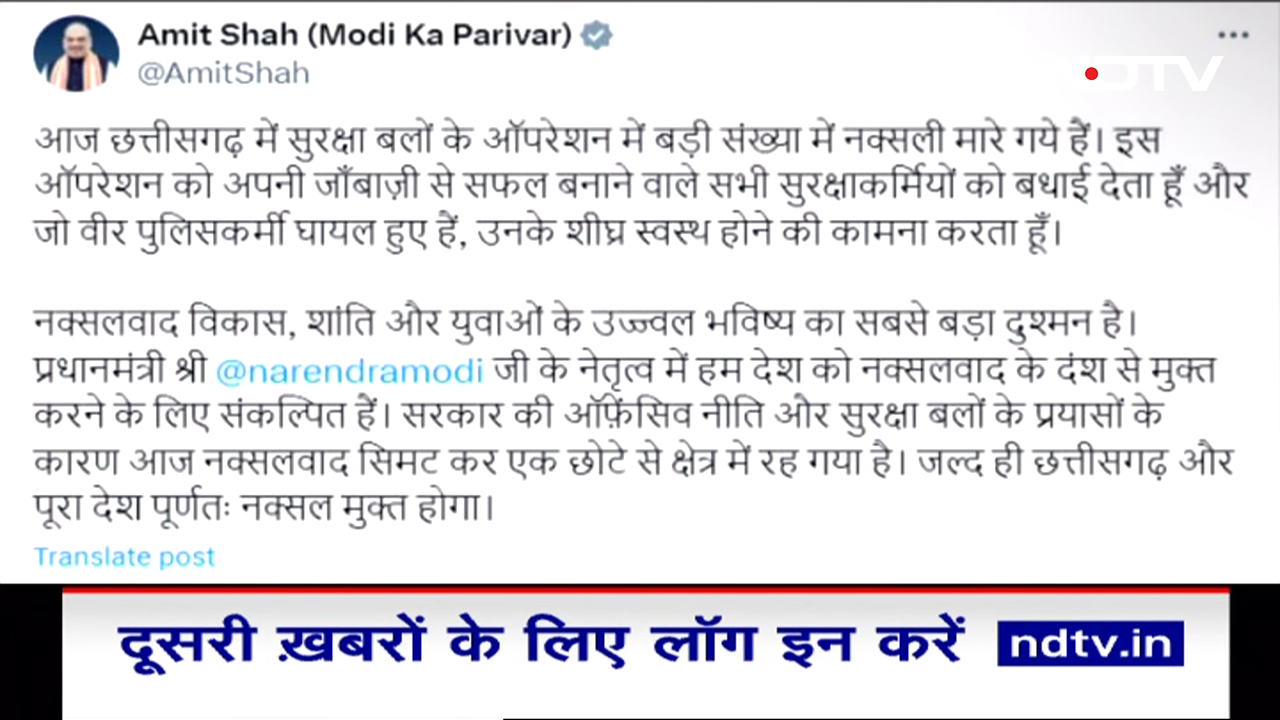 Amit Shah (Modi Ka Parivar)
@AmitShah
NDTV
आज छत्तीसगढ़ में सुरक्षा बलों के ऑपरेशन में बड़ी संख्या में नक्सली मारे गये हैं। इस
ऑपरेशन को अपनी जाँबाज़ी से सफल बनाने वाले सभी सुरक्षाकर्मियों को बधाई देता हूँ और
जो वीर पुलिसकर्मी घायल हुए हैं, उनके शीघ्र स्वस्थ होने की कामना करता हूँ।
नक्सलवाद विकास, शांति और युवाओं के उज्ज्वल भविष्य का सबसे बड़ा दुश्मन है।
प्रधानमंत्री श्री @narendramodi जी के नेतृत्व में हम देश को नक्सलवाद के दंश से मुक्त
करने के लिए संकल्पित हैं। सरकार की ऑफ़ेंसिव नीति और सुरक्षा बलों के प्रयासों के
कारण आज नक्सलवाद सिमट कर एक छोटे से क्षेत्र में रह गया है। जल्द ही छत्तीसगढ़ और
पूरा देश पूर्णतः नक्सल मुक्त होगा।
Translate post
दूसरी ख़बरों के लिए लॉग इन करें ndtv.in